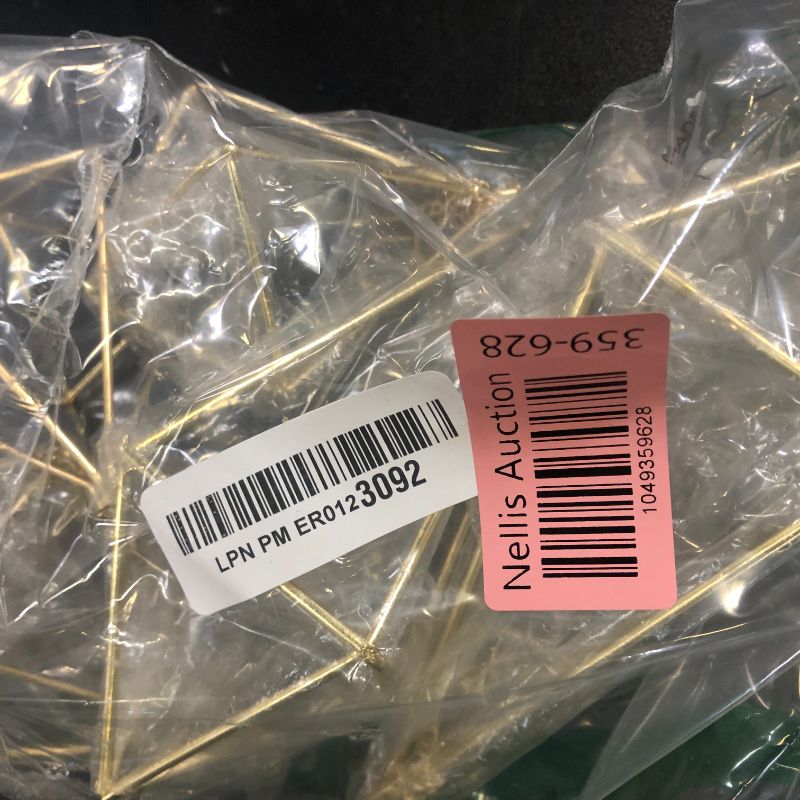 LPN PM ER0123092
359-628
Nellis Auction
1049359628